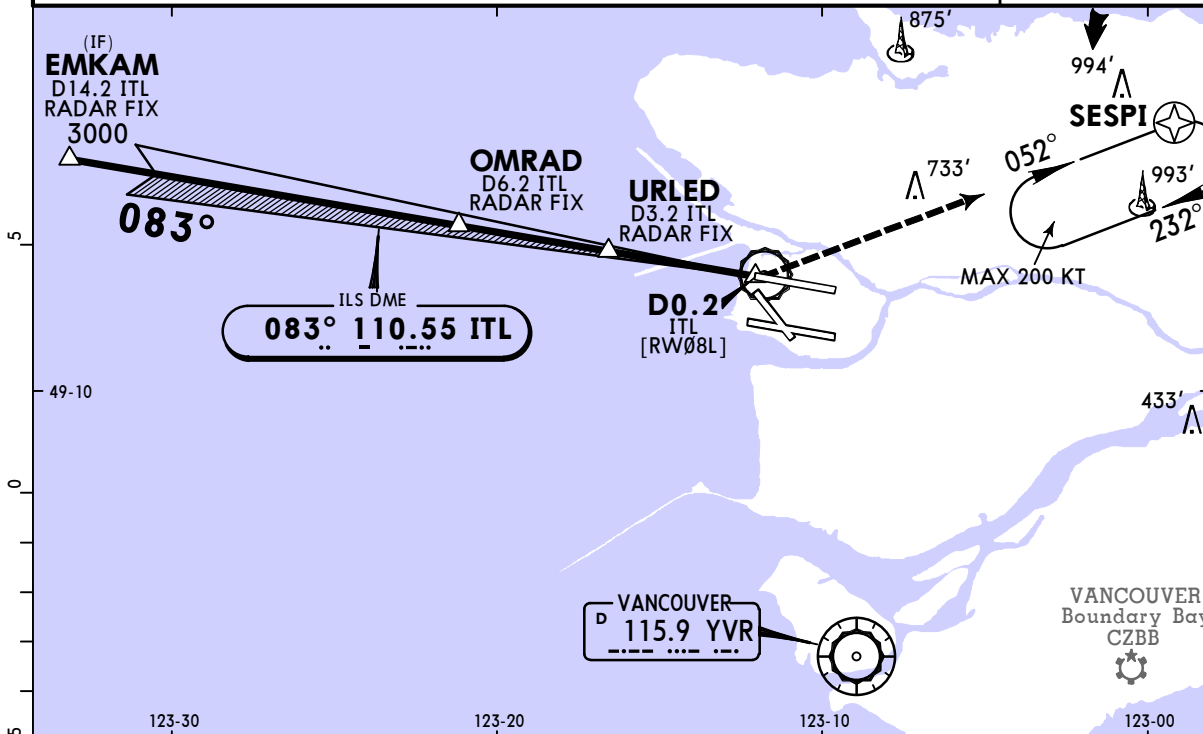 (IF)
EMKAM
D14.2 ITL
RADAR FIX
3000
083°
OMRAD
D6.2 ITL
RADAR FIX
URLED
D3.2 ITL
RADAR FIX
875'
994'
SESPI
052°
733'
993'
232°
MAX 200 KT
ILS DME
083° 110.55 ITL
D0.2
ITL
[RWØ8L]
5
49-10
433'
0
VANCOUVER
D 115.9 YVR
VANCOUVER
Boundary Bay
CZBB
5
123-30
123-20
123-10
123-00